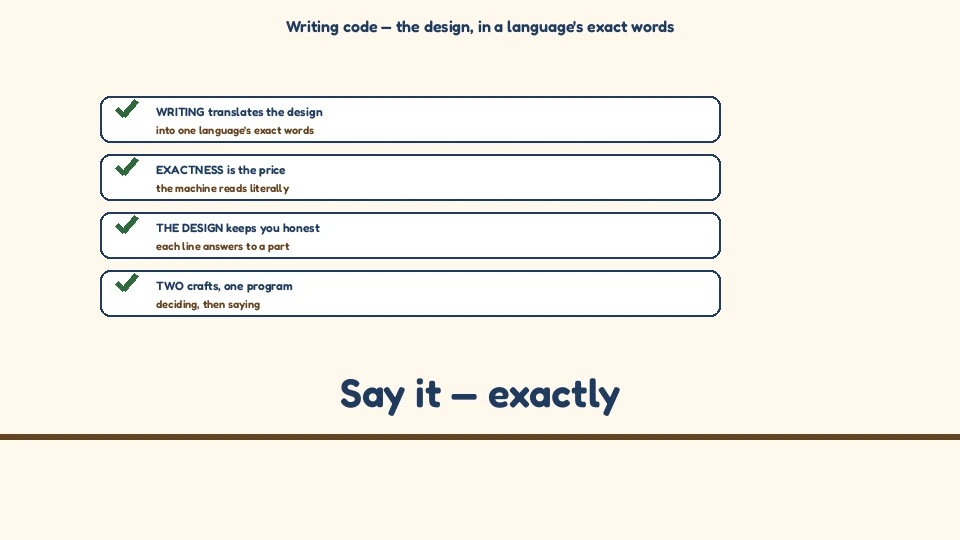 Writing code — the design, in a language's exact words
WRITING translates the design
into one language's exact words
EXACTNESS is the price
the machine reads literally
THE DESIGN keeps you honest
each line answers to a part
TWO crafts, one program
deciding, then saying
Say it — exactly